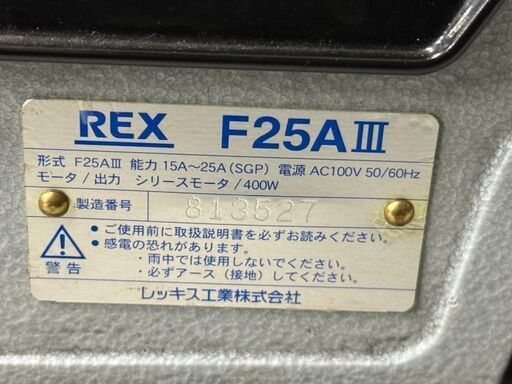 REX F25AⅢ
形式 F25AⅢ 能力 15A～25A(SGP) 電源 AC100V 50/60Hz
モータ/出力 シリースモータ/400W
製造番号 813527
・ご使用前に取扱説明書を必ずお読みください。
・感電の恐れがあります。
・雨中では使用しないでください。
・必ずアース(接地)してください。
警告
レッキス工業株式会社